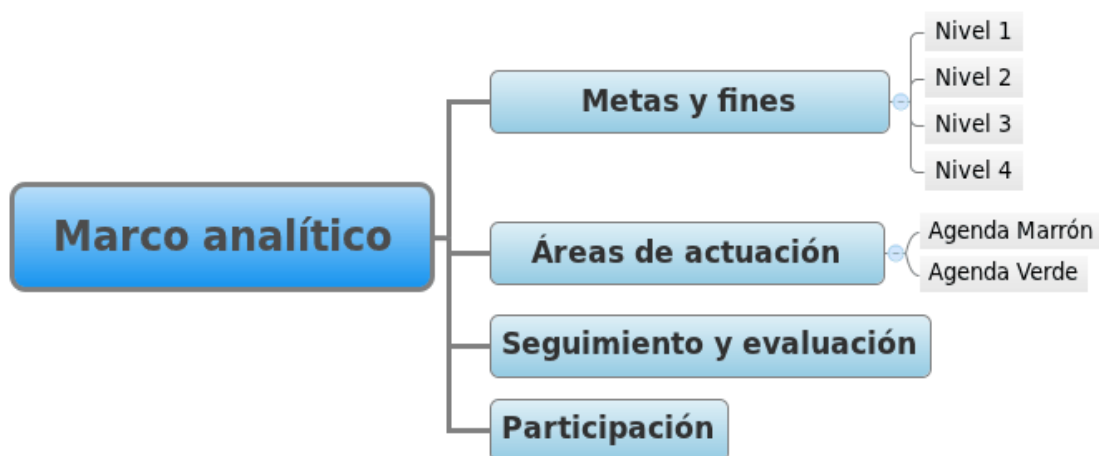 Marco analítico
Metas y fines
Nivel 1
Nivel 2
Nivel 3
Nivel 4
Áreas de actuación
Agenda Marrón
Agenda Verde
Seguimiento y evaluación
Participación